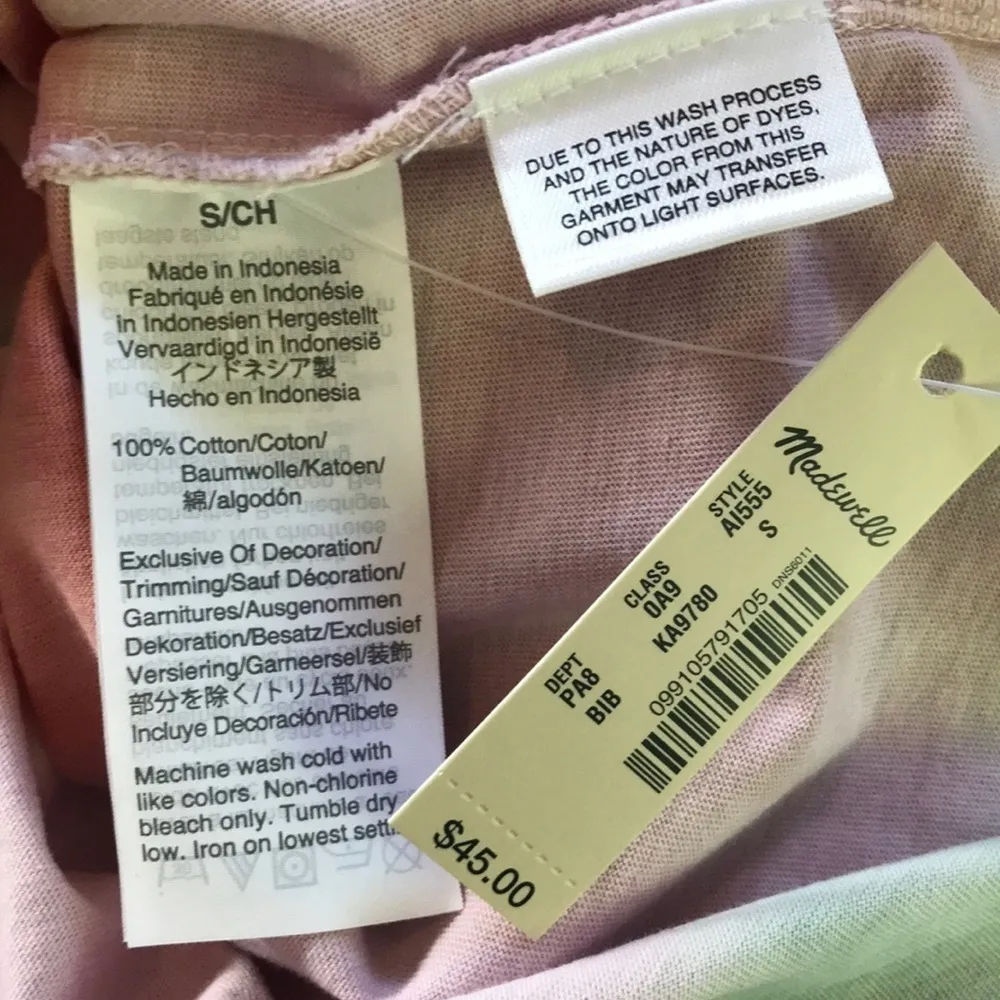 S/CH
Made in Indonesia
Fabriqué en Indonésie
in Indonesien Hergestellt
Vervaardigd in Indonesië
インドネシア製
Hecho en Indonesia
100% Cotton/Coton/
Baumwolle/Katoen/
綿/algodón
Exclusive Of Decoration/
Trimming/Sauf Décoration/
Garnitures/Ausgenommen
Dekoration/Besatz/Exclusief
Versiering/Garneersel/装飾
部分を除く/トリム部/No
Incluye Decoración/Ribete
Machine wash cold with
like colors. Non-chlorine
bleach only. Tumble dry
low. Iron on lowest
DUE TO THIS WASH PROCESS
AND THE NATURE OF DYES,
THE COLOR FROM THIS
GARMENT MAY TRANSFER
ONTO LIGHT SURFACES.
Madewell
STYLE
AI555
S
CLASS
0A9
KA9780
DEPT
PA8
BIB
DNS6011
099105791705
$45.00